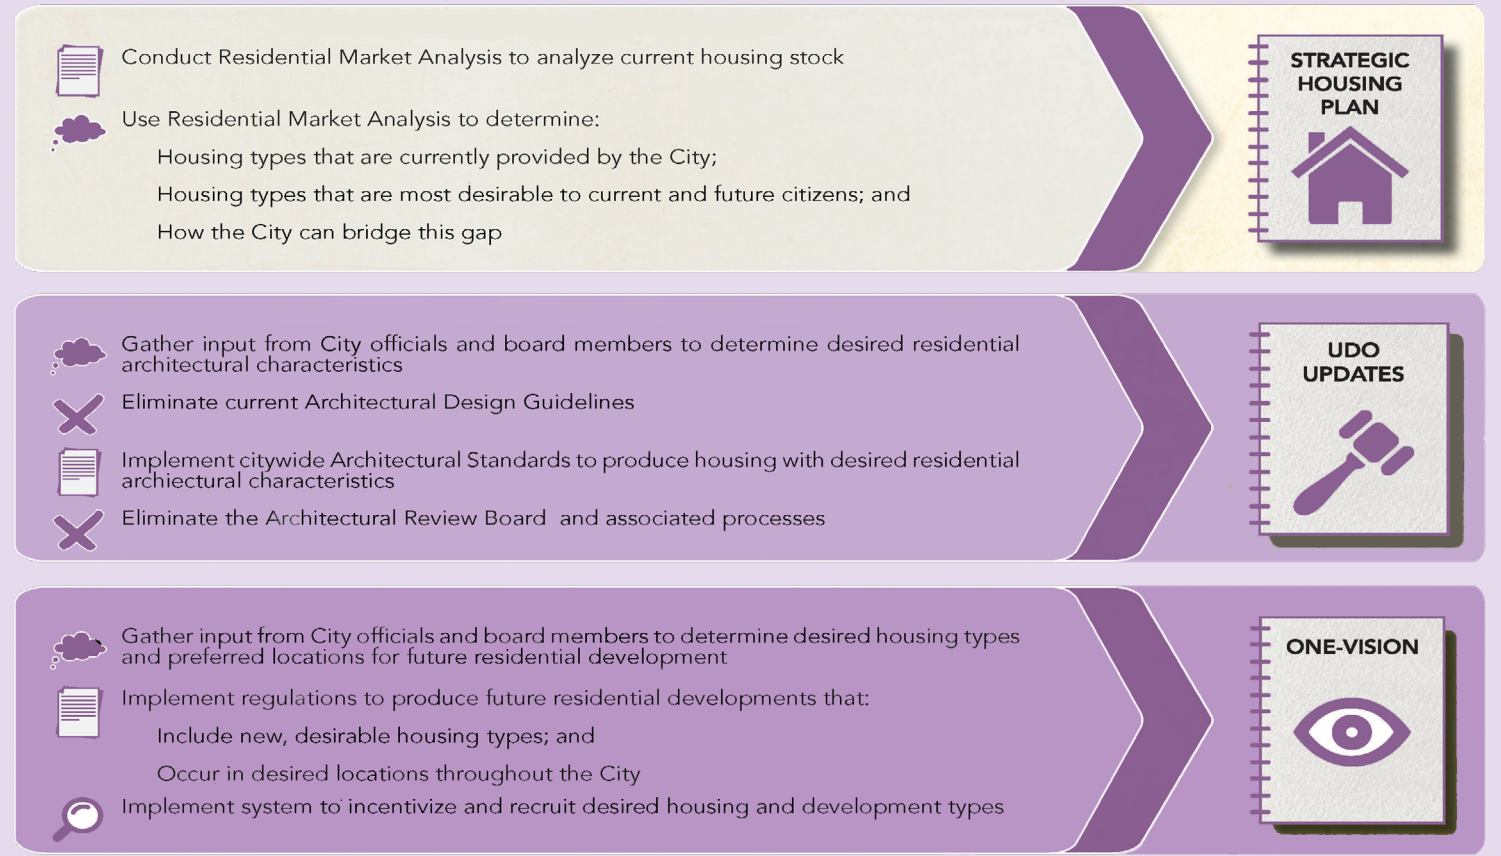 Conduct Residential Market Analysis to analyze current housing stock
Use Residential Market Analysis to determine:
Housing types that are currently provided by the City;
Housing types that are most desirable to current and future citizens; and
How the City can bridge this gap
STRATEGIC
HOUSING
PLAN
Gather input from City officials and board members to determine desired residential
architectural characteristics
Eliminate current Architectural Design Guidelines
Implement citywide Architectural Standards to produce housing with desired residential
archiectural characteristics
Eliminate the Architectural Review Board and associated processes
UDO
UPDATES
Gather input from City officials and board members to determine desired housing types
and preferred locations for future residential development
Implement regulations to produce future residential developments that:
Include new, desirable housing types; and
Occur in desired locations throughout the City
Implement system to incentivize and recruit desired housing and development types
ONE-VISION